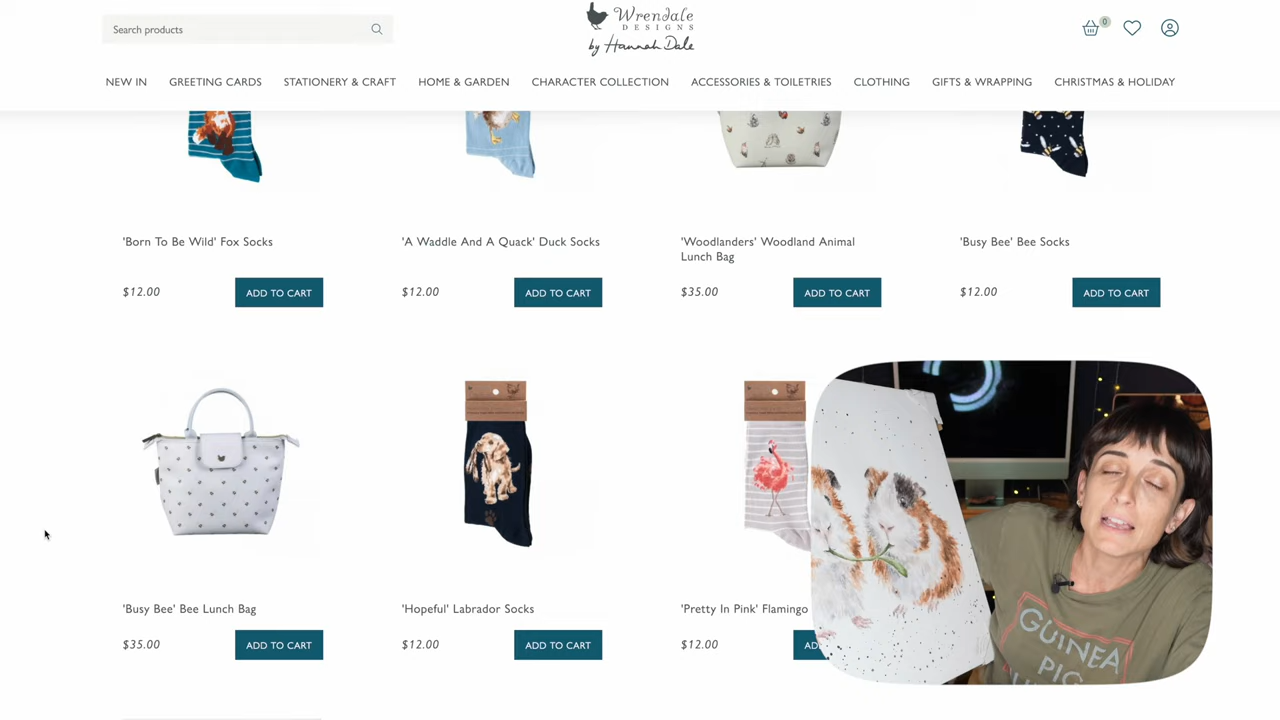 Search products
Wrendale
DESIGNS
by Hannah Dale
0
NEW IN
GREETING CARDS
STATIONERY & CRAFT
HOME & GARDEN
CHARACTER COLLECTION
ACCESSORIES & TOILETRIES
CLOTHING
GIFTS & WRAPPING
CHRISTMAS & HOLIDAY
'Born To Be Wild' Fox Socks
$12.00
ADD TO CART
'A Waddle And A Quack' Duck Socks
$12.00
ADD TO CART
'Woodlanders' Woodland Animal
Lunch Bag
$35.00
ADD TO CART
'Busy Bee' Bee Socks
$12.00
ADD TO CART
'Busy Bee' Bee Lunch Bag
$35.00
ADD TO CART
'Hopeful' Labrador Socks
$12.00
ADD TO CART
'Pretty In Pink' Flamingo
$12.00
AD
GUINEA
PIG